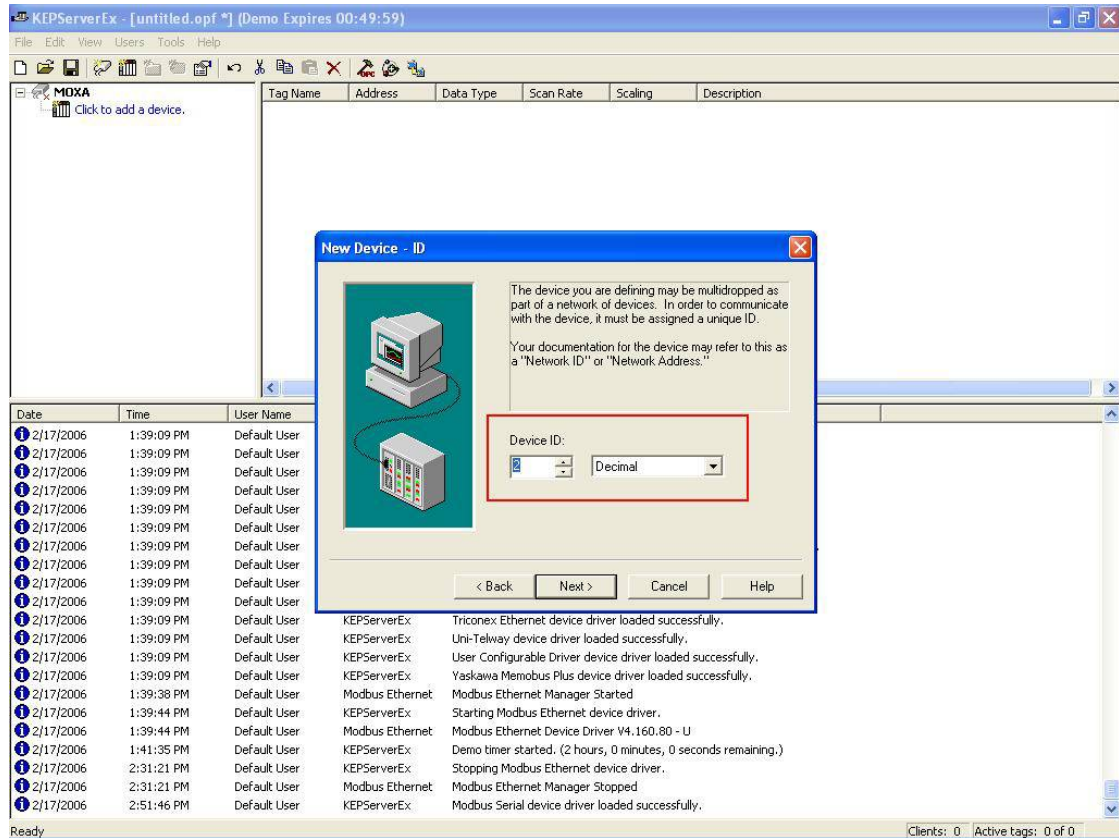 KEPServerEx - [untitled.opf *] (Demo Expires 00:49:59)
File Edit View Users Tools Help
MOXA
Click to add a device.
Tag Name Address Data Type Scan Rate Scaling Description
New Device - ID
The device you are defining may be multidropped as
part of a network of devices. In order to communicate
with the device, it must be assigned a unique ID.
Your documentation for the device may refer to this as
a "Network ID" or "Network Address."
Device ID:
2 Decimal
< Back Next > Cancel Help
Date Time User Name
2/17/2006 1:39:09 PM Default User
2/17/2006 1:39:09 PM Default User
2/17/2006 1:39:09 PM Default User
2/17/2006 1:39:09 PM Default User
2/17/2006 1:39:09 PM Default User
2/17/2006 1:39:09 PM Default User
2/17/2006 1:39:09 PM Default User
2/17/2006 1:39:09 PM Default User
2/17/2006 1:39:09 PM Default User
2/17/2006 1:39:09 PM Default User
2/17/2006 1:39:09 PM Default User KEPServerEx Triconex Ethernet device driver loaded successfully.
2/17/2006 1:39:09 PM Default User KEPServerEx Uni-Telway device driver loaded successfully.
2/17/2006 1:39:09 PM Default User KEPServerEx User Configurable Driver device driver loaded successfully.
2/17/2006 1:39:09 PM Default User KEPServerEx Yaskawa Memobus Plus device driver loaded successfully.
2/17/2006 1:39:38 PM Default User Modbus Ethernet Modbus Ethernet Manager Started
2/17/2006 1:39:44 PM Default User KEPServerEx Starting Modbus Ethernet device driver.
2/17/2006 1:39:44 PM Default User Modbus Ethernet Modbus Ethernet Device Driver V4.160.80 - U
2/17/2006 1:41:35 PM Default User KEPServerEx Demo timer started. (2 hours, 0 minutes, 0 seconds remaining.)
2/17/2006 2:31:21 PM Default User KEPServerEx Stopping Modbus Ethernet device driver.
2/17/2006 2:31:21 PM Default User Modbus Ethernet Modbus Ethernet Manager Stopped
2/17/2006 2:51:46 PM Default User KEPServerEx Modbus Serial device driver loaded successfully.
Ready Clients: 0 Active tags: 0 of 0